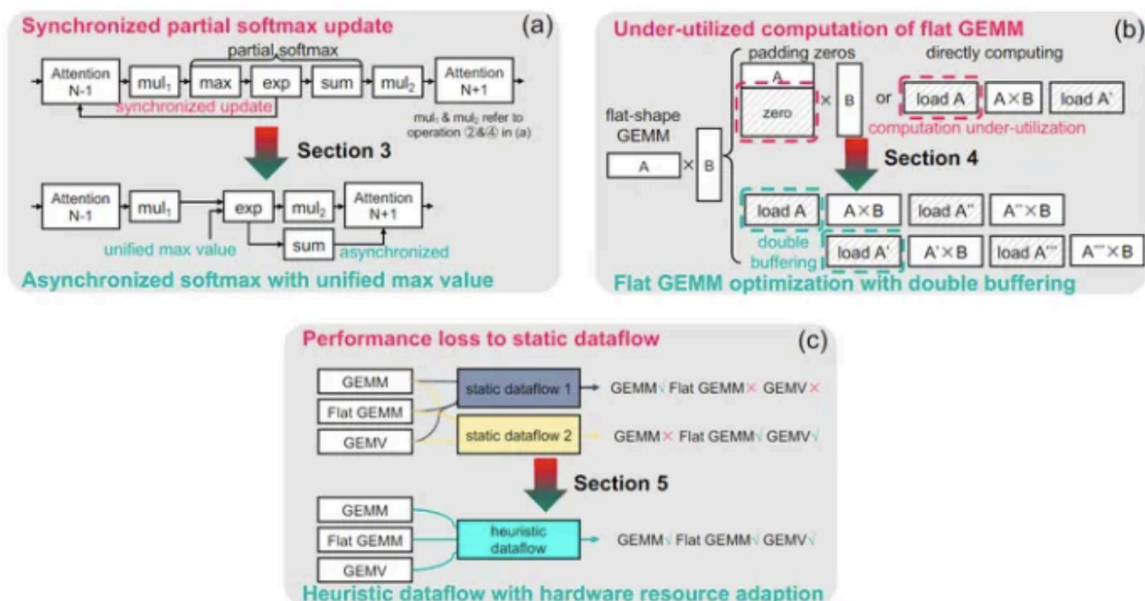 Synchronized partial softmax update
(a)
partial softmax
Attention N-1
mul₁
max
exp
sum
mul₂
Attention N+1
synchronized update
mul₁ & mul₂ refer to
operation ②&④ in (a)
Section 3
Attention N-1
mul₁
exp
mul₂
Attention N+1
unified max value
sum
asynchronized
Asynchronized softmax with unified max value
Under-utilized computation of flat GEMM
(b)
padding zeros
directly computing
A
zero
×
B
or
load A
A×B
load A'
computation under-utilization
flat-shape
GEMM
A
×
B
Section 4
load A
A×B
load A''
A''×B
double
buffering
load A'
A'×B
load A'''
A'''×B
Flat GEMM optimization with double buffering
Performance loss to static dataflow
(c)
GEMM
Flat GEMM
GEMV
static dataflow 1
GEMM√ Flat GEMM× GEMV×
static dataflow 2
GEMM× Flat GEMM√ GEMV√
Section 5
GEMM
Flat GEMM
GEMV
heuristic
dataflow
GEMM√ Flat GEMM√ GEMV√
Heuristic dataflow with hardware resource adaption